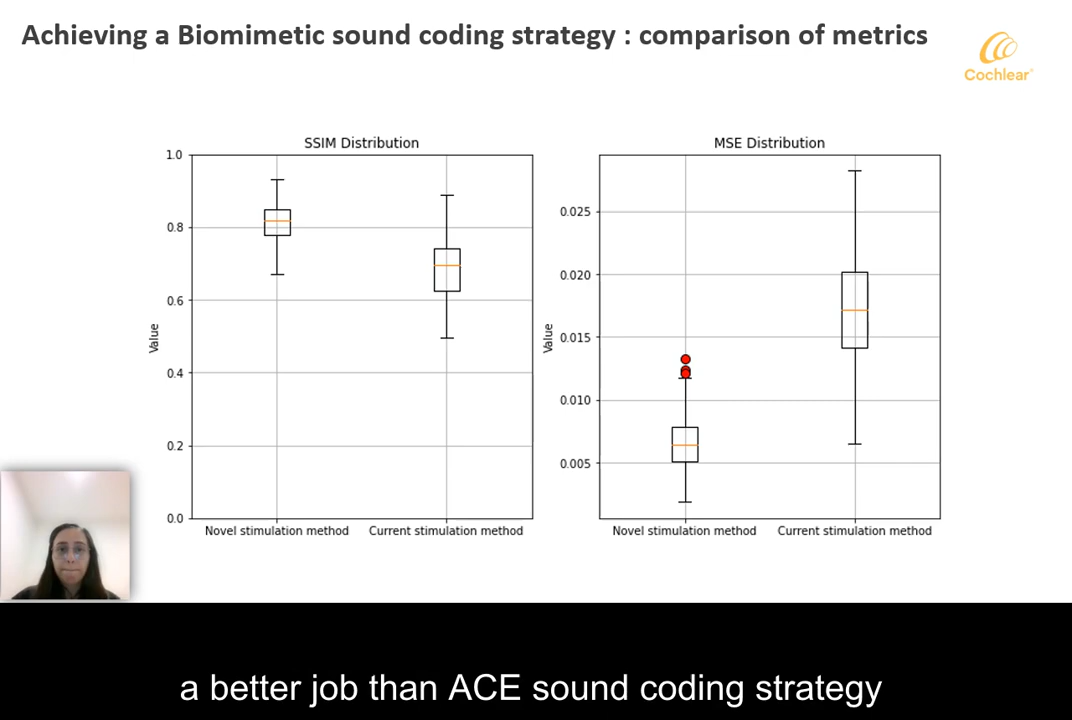 Achieving a Biomimetic sound coding strategy : comparison of metrics
Cochlear®
SSIM Distribution
1.0
0.8
0.6
0.4
0.2
0.0
Value
Novel stimulation method
Current stimulation method
MSE Distribution
0.025
0.020
0.015
0.010
0.005
Value
Novel stimulation method
Current stimulation method
a better job than ACE sound coding strategy